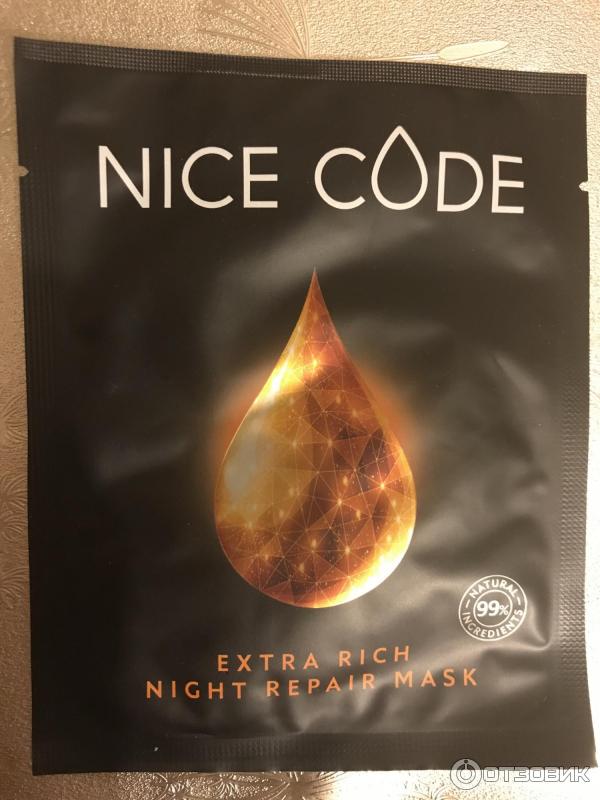 NICE CODE
NATURAL
99%
INGREDIENTS
EXTRA RICH
NIGHT REPAIR MASK
ОТЗОВИК